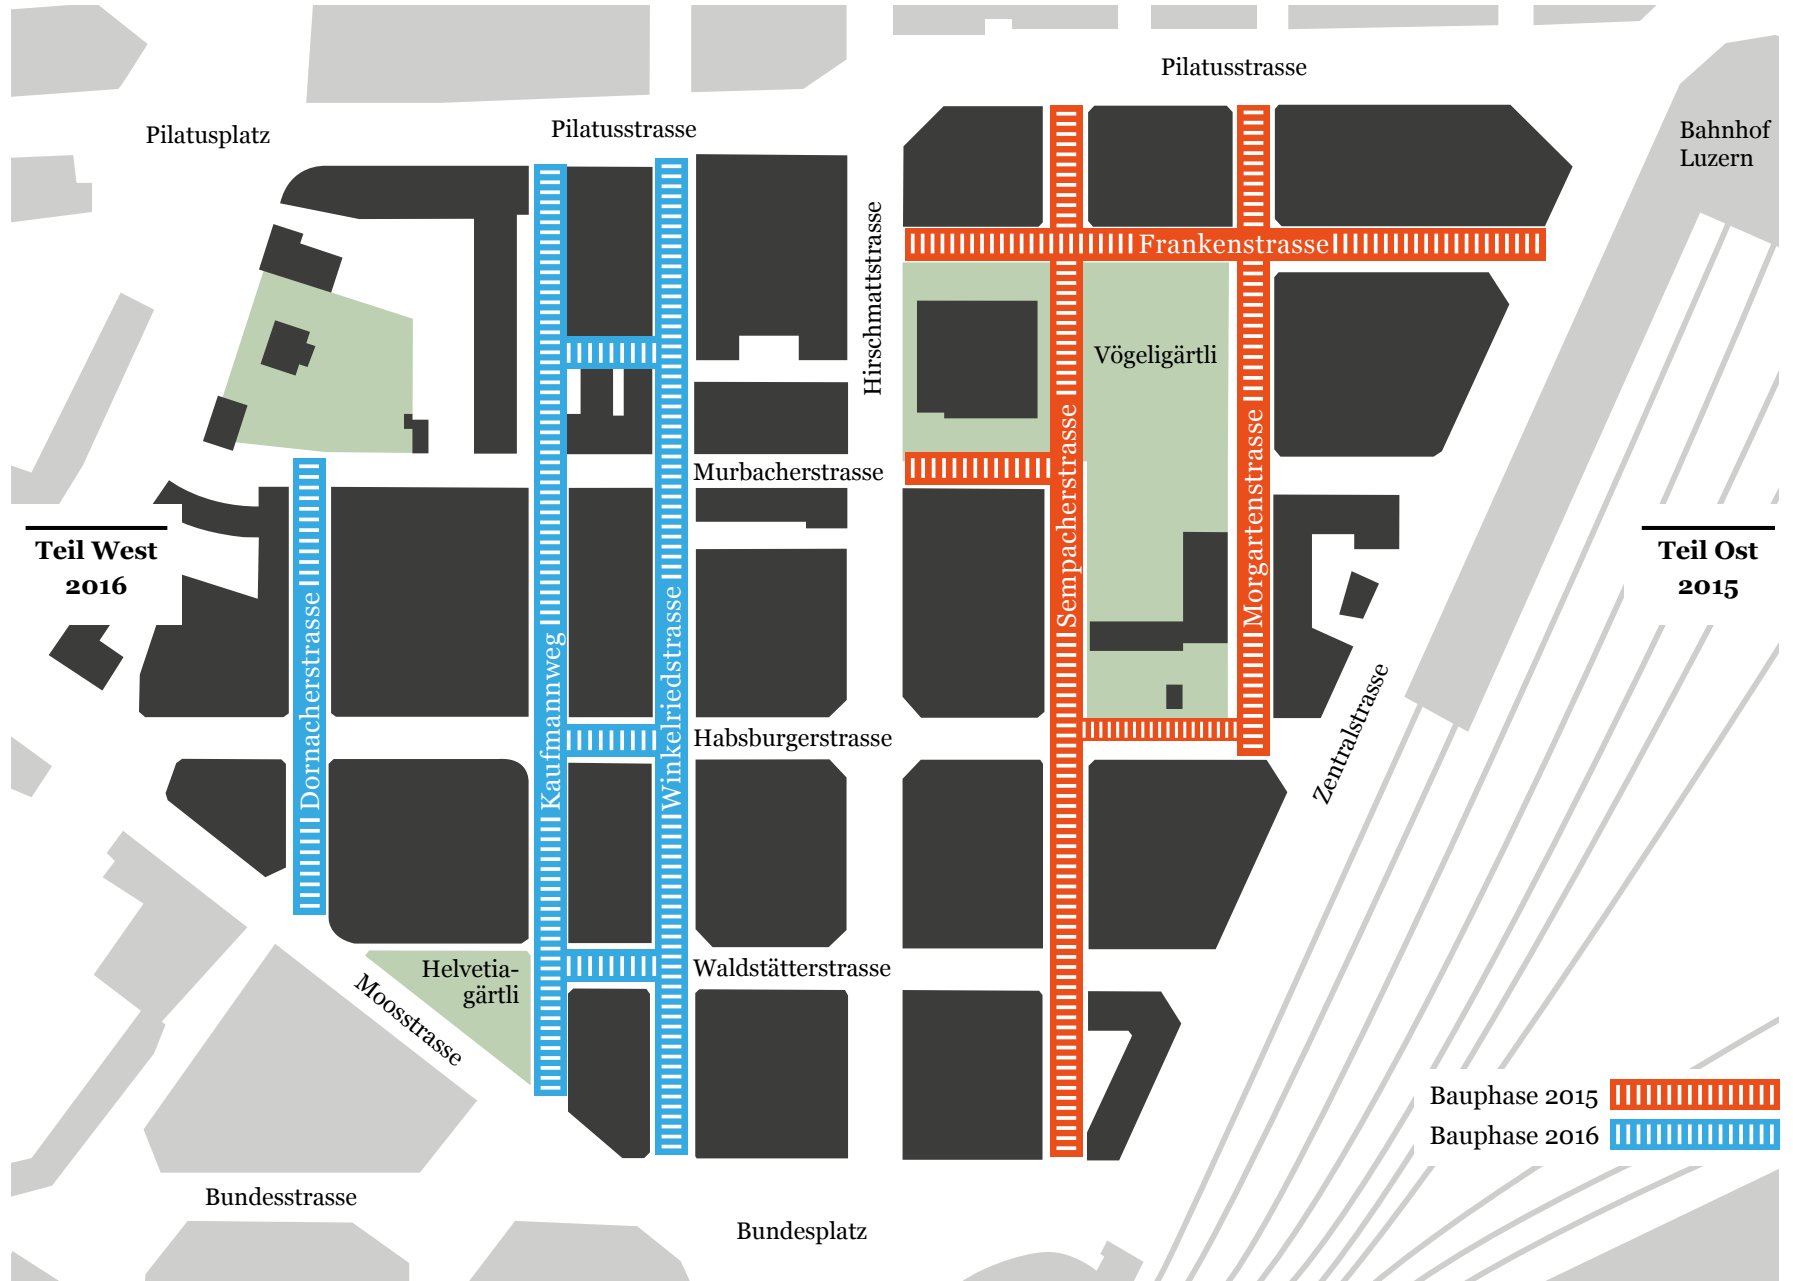 Pilatusstrasse
Pilatusplatz
Pilatusstrasse
Bahnhof
Luzern
Hirschmattstrasse
Frankenstrasse
Vögeligärtli
Murbacherstrasse
Sempacherstrasse
Morgartenstrasse
Teil West
2016
Teil Ost
2015
Dornacherstrasse
Kaufmannweg
Winkelriedstrasse
Habsburgerstrasse
Zentralstrasse
Helvetia-
gärtli
Waldstätterstrasse
Moosstrasse
Bauphase 2015
Bauphase 2016
Bundesstrasse
Bundesplatz